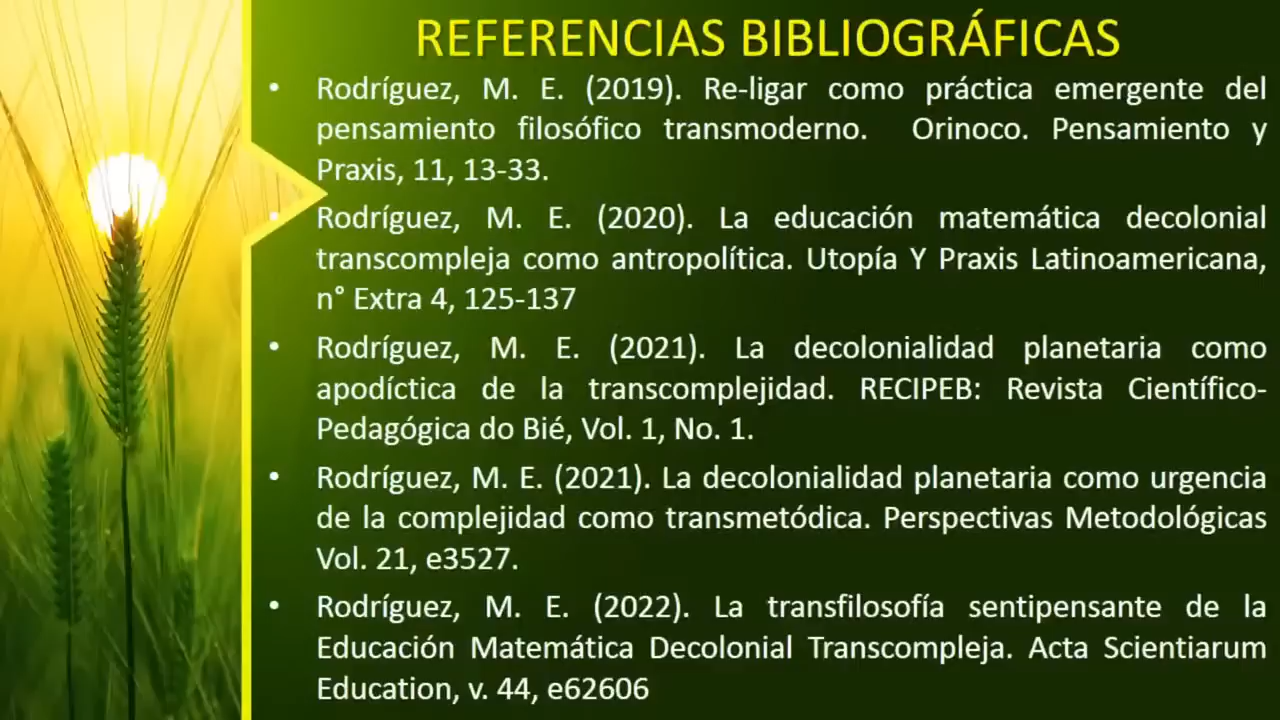 REFERENCIAS BIBLIOGRÁFICAS
• Rodríguez, M. E. (2019). Re-ligar como práctica emergente del
pensamiento filosófico transmoderno. Orinoco. Pensamiento y
Praxis, 11, 13-33.
• Rodríguez, M. E. (2020). La educación matemática decolonial
transcompleja como antropolítica. Utopía Y Praxis Latinoamericana,
n° Extra 4, 125-137
• Rodríguez, M. E. (2021). La decolonialidad planetaria como
apodíctica de la transcomplejidad. RECIPEB: Revista Científico-
Pedagógica do Bié, Vol. 1, No. 1.
• Rodríguez, M. E. (2021). La decolonialidad planetaria como urgencia
de la complejidad como transmetódica. Perspectivas Metodológicas
Vol. 21, e3527.
• Rodríguez, M. E. (2022). La transfilosofía sentipensante de la
Educación Matemática Decolonial Transcompleja. Acta Scientiarum
Education, v. 44, e62606